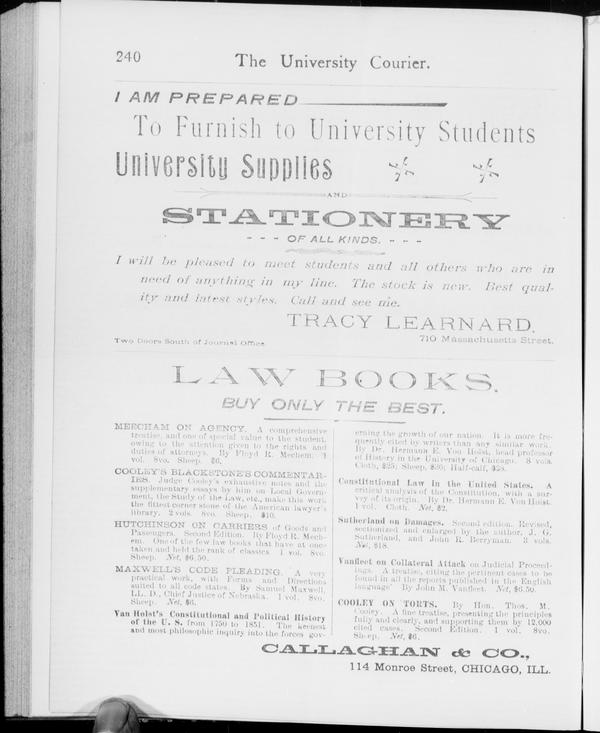 240
The University Courier.
I AM PREPARED
To Furnish to University Students
University Supplies
AND
STATIONERY
- - - OF ALL KINDS. - - -
I will be pleased to meet students and all others who are in
need of anything in my line. The stock is new. Best qual-
ity and latest styles. Call and see me.
TRACY LEARNARD,
Two Doors South of Journal Office.
710 Massachusetts Street.
LAW BOOKS.
BUY ONLY THE BEST.
MEECHAM ON AGENCY. A comprehensive
treatise, and one of special value to the student,
owing to the attention given to the rights and
duties of attorneys. By Floyd R. Mechem. 1
vol. 8vo. Sheep. $6.
COOLEY'S BLACKSTONE'S COMMENTAR-
IES. Judge Cooley's exhaustive notes and the
supplementary essays by him on Local Govern-
ment, the Study of the Law, etc., make this work
the fittest corner stone of the American lawyer's
library. 2 vols. 8vo. Sheep. $10.
HUTCHINSON ON CARRIERS of Goods and
Passengers. Second Edition. By Floyd R. Mech-
em. One of the few law books that have at once
taken and held the rank of classics. 1 vol. 8vo.
Sheep. Net, $6.50.
MAXWELL'S CODE PLEADING. A very
practical work, with Forms and Directions
suited to all code states. By Samuel Maxwell,
LL. D., Chief Justice of Nebraska. 1 vol. 8vo.
Sheep. Net, $6.
Van Holst's Constitutional and Political History
of the U. S. from 1750 to 1851. The keenest
and most philosophic inquiry into the forces gov-
erning the growth of our nation. It is more fre-
quently cited by writers than any similar work.
By Dr. Hermann E. Von Holst, head professor
of History in the University of Chicago. 8 vols.
Cloth, $25; Sheep, $30; Half-calf, $38.
Constitutional Law in the United States. A
critical analysis of the Constitution, with a sur-
vey of its origin. By Dr. Hermann E. Von Holst.
1 vol. Cloth. Net, $2.
Sutherland on Damages. Second edition. Revised,
sectionized and enlarged by the author, J. G.
Sutherland, and John R. Berryman. 3 vols.
Net, $18.
Vanfleet on Collateral Attack on Judicial Proceed-
ings. A treatise, citing the pertinent cases to be
found in all the reports published in the English
language. By John M. Vanfleet. Net, $6.50.
COOLEY ON TORTS. By Hon. Thos. M.
Cooley. A fine treatise, presenting the principles
fully and clearly, and supporting them by 12,000
cited cases. Second Edition. 1 vol. 8vo.
Sheep. Net, $6.
CALLAGHAN & CO.,
114 Monroe Street, CHICAGO, ILL.